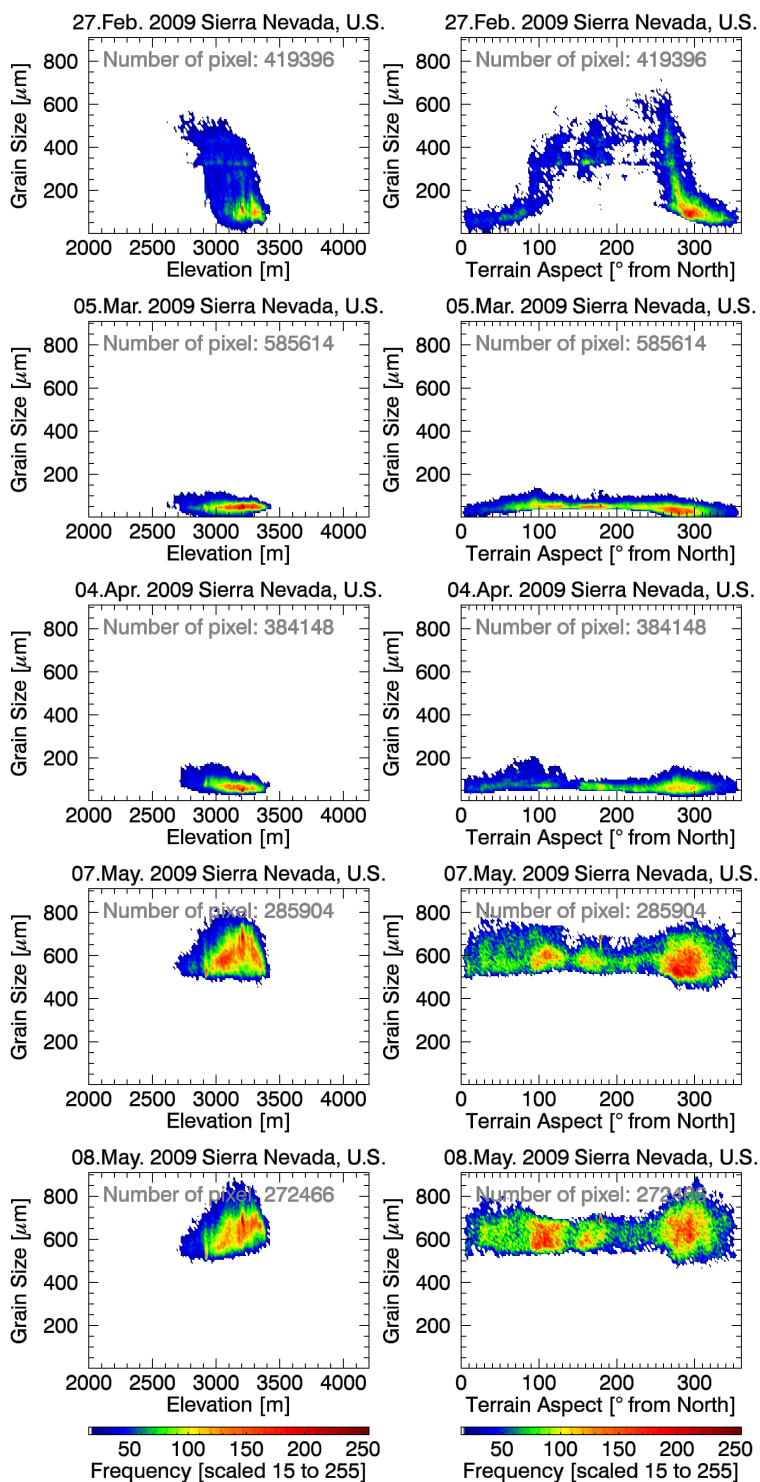 27.Feb. 2009 Sierra Nevada, U.S. 27.Feb. 2009 Sierra Nevada, U.S.
Number of pixel: 419396 Number of pixel: 419396
Grain Size [μm] Grain Size [μm]
800 800
600 600
400 400
200 200
2000 2500 3000 3500 4000 0 100 200 300
Elevation [m] Terrain Aspect [° from North]
05.Mar. 2009 Sierra Nevada, U.S. 05.Mar. 2009 Sierra Nevada, U.S.
Number of pixel: 585614 Number of pixel: 585614
Grain Size [μm] Grain Size [μm]
800 800
600 600
400 400
200 200
2000 2500 3000 3500 4000 0 100 200 300
Elevation [m] Terrain Aspect [° from North]
04.Apr. 2009 Sierra Nevada, U.S. 04.Apr. 2009 Sierra Nevada, U.S.
Number of pixel: 384148 Number of pixel: 384148
Grain Size [μm] Grain Size [μm]
800 800
600 600
400 400
200 200
2000 2500 3000 3500 4000 0 100 200 300
Elevation [m] Terrain Aspect [° from North]
07.May. 2009 Sierra Nevada, U.S. 07.May. 2009 Sierra Nevada, U.S.
Number of pixel: 285904 Number of pixel: 285904
Grain Size [μm] Grain Size [μm]
800 800
600 600
400 400
200 200
2000 2500 3000 3500 4000 0 100 200 300
Elevation [m] Terrain Aspect [° from North]
08.May. 2009 Sierra Nevada, U.S. 08.May. 2009 Sierra Nevada, U.S.
Number of pixel: 272466 Number of pixel: 272466
Grain Size [μm] Grain Size [μm]
800 800
600 600
400 400
200 200
2000 2500 3000 3500 4000 0 100 200 300
Elevation [m] Terrain Aspect [° from North]
50 100 150 200 250 50 100 150 200 250
Frequency [scaled 15 to 255] Frequency [scaled 15 to 255]